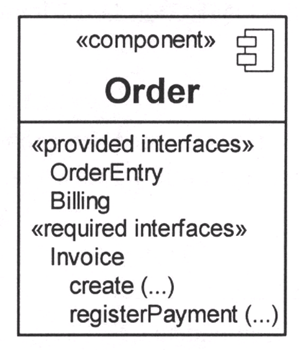 «component»
Order
«provided interfaces»
OrderEntry
Billing
«required interfaces»
Invoice
create (...)
registerPayment (...)